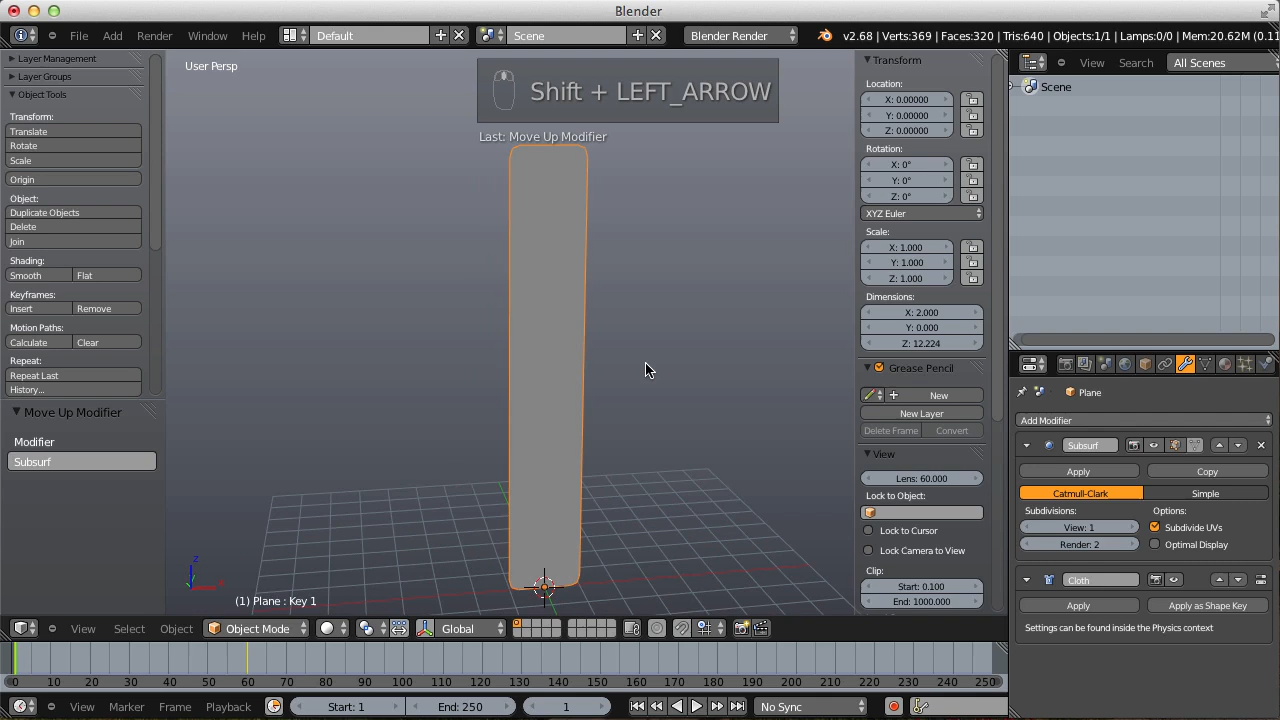 Blender
File Add Render Window Help Default Scene Blender Render v2.68 | Verts:369 | Faces:320 | Tris:640 | Objects:1/1 | Lamps:0/0 | Mem:20.62M (0.11
Layer Management
Layer Groups
Object Tools
Transform:
Translate
Rotate
Scale
Origin
Object:
Duplicate Objects
Delete
Join
Shading:
Smooth Flat
Keyframes:
Insert Remove
Motion Paths:
Calculate Clear
Repeat:
Repeat Last
History...
Move Up Modifier
Modifier
Subsurf
User Persp
Shift + LEFT_ARROW
Last: Move Up Modifier
z
(1) Plane : Key 1
Transform
Location:
X: 0.00000
Y: 0.00000
Z: 0.00000
Rotation:
X: 0°
Y: 0°
Z: 0°
XYZ Euler
Scale:
X: 1.000
Y: 1.000
Z: 1.000
Dimensions:
X: 2.000
Y: 0.000
Z: 12.224
Grease Pencil
New
New Layer
Delete Frame Convert
View
Lens: 60.000
Lock to Object:
Lock to Cursor
Lock Camera to View
Clip:
Start: 0.100
End: 1000.000
View Search All Scenes
Scene
Plane
Add Modifier
Subsurf
Apply Copy
Catmull-Clark Simple
Subdivisions: Options:
View: 1 Subdivide UVs
Render: 2 Optimal Display
Cloth
Apply Apply as Shape Key
Settings can be found inside the Physics context
View Select Object Object Mode Global
0 10 20 30 40 50 60 70 80 90 100 110 120 130 140 150 160 170 180 190 200 210 220 230 240 250
View Marker Frame Playback Start: 1 End: 250 1 No Sync